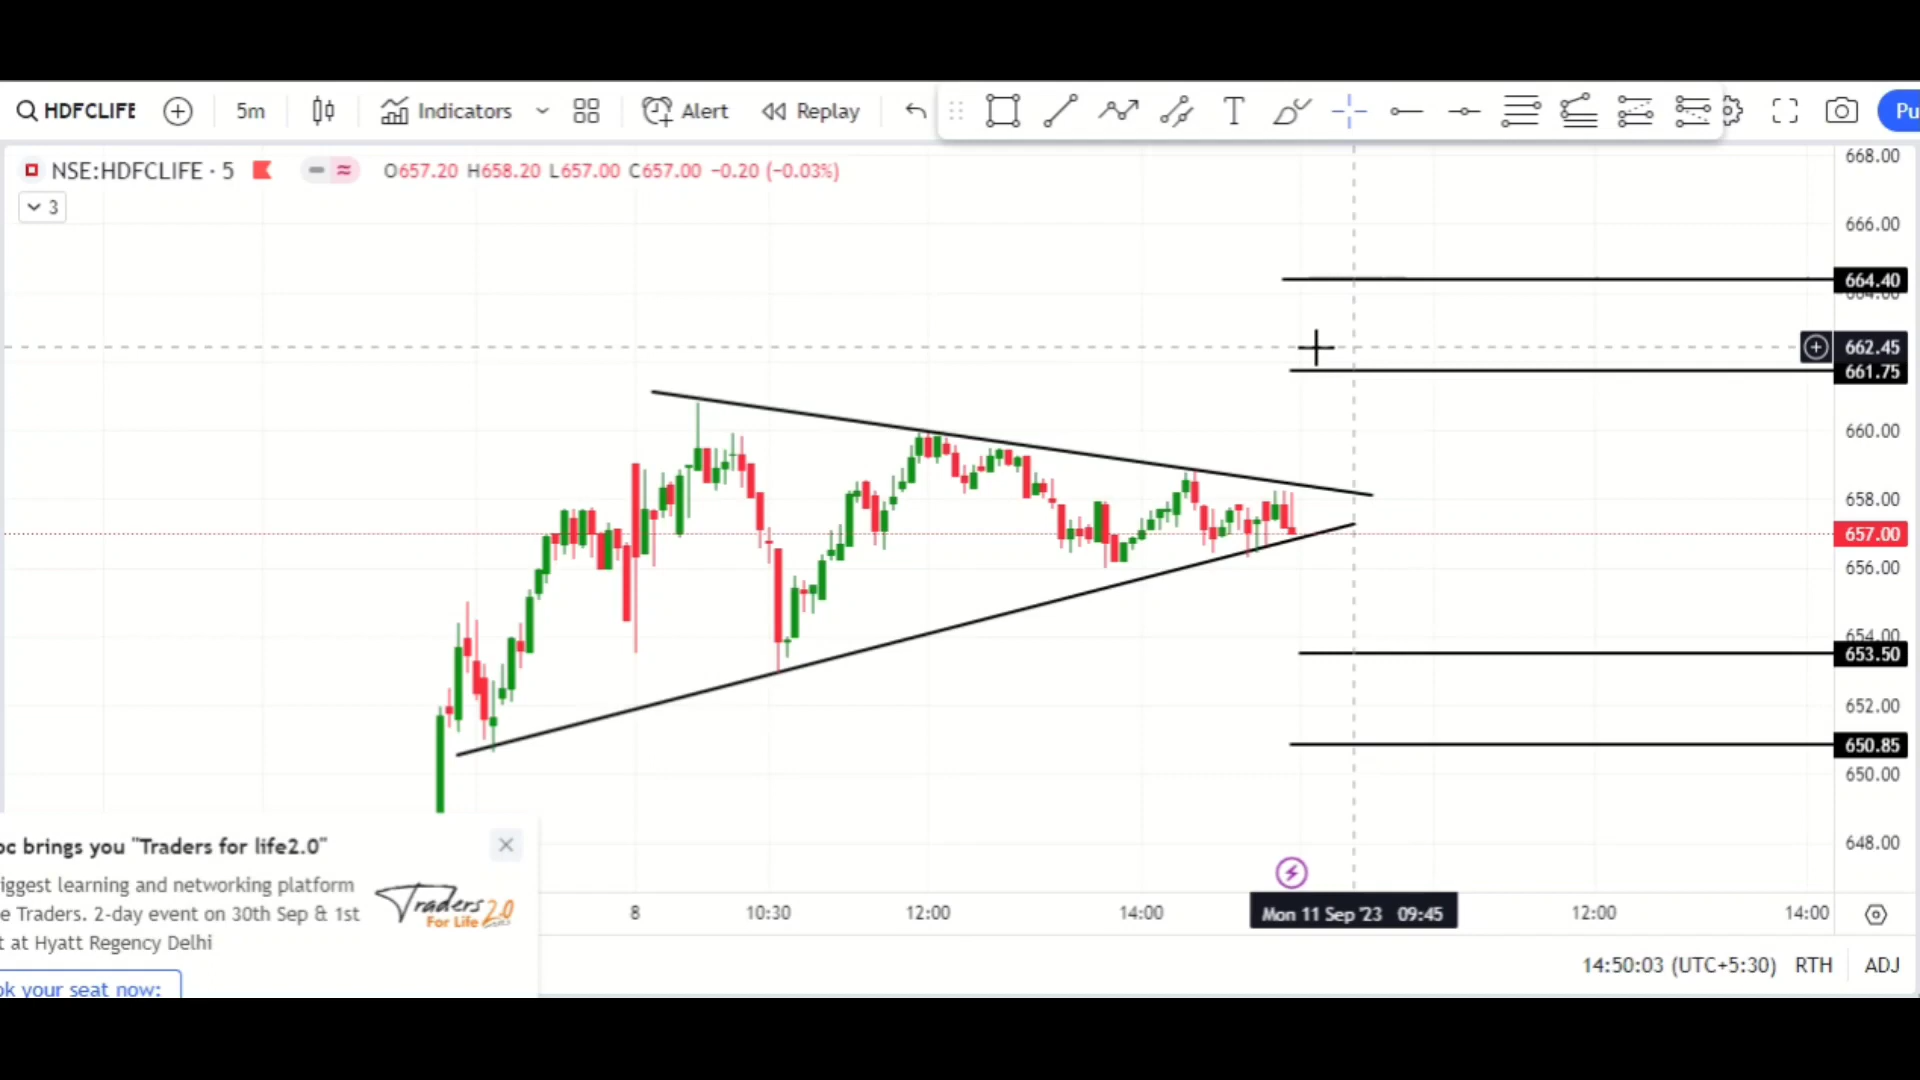 HDFCLIFE 5m Indicators Alert Replay Pu
NSE:HDFCLIFE · 5 O657.20 H658.20 L657.00 C657.00 −0.20 (−0.03%)
3
668.00
666.00
664.40
662.45
661.75
660.00
658.00
657.00
656.00
654.00
653.50
652.00
650.85
650.00
648.00
8 10:30 12:00 14:00 Mon 11 Sep '23 09:45 12:00 14:00
brings you "Traders for life2.0"
learning and networking platform
Traders. 2-day event on 30th Sep & 1st
at Hyatt Regency Delhi
your seat now:
Traders 2.0
For Life
14:50:03 (UTC+5:30) RTH ADJ